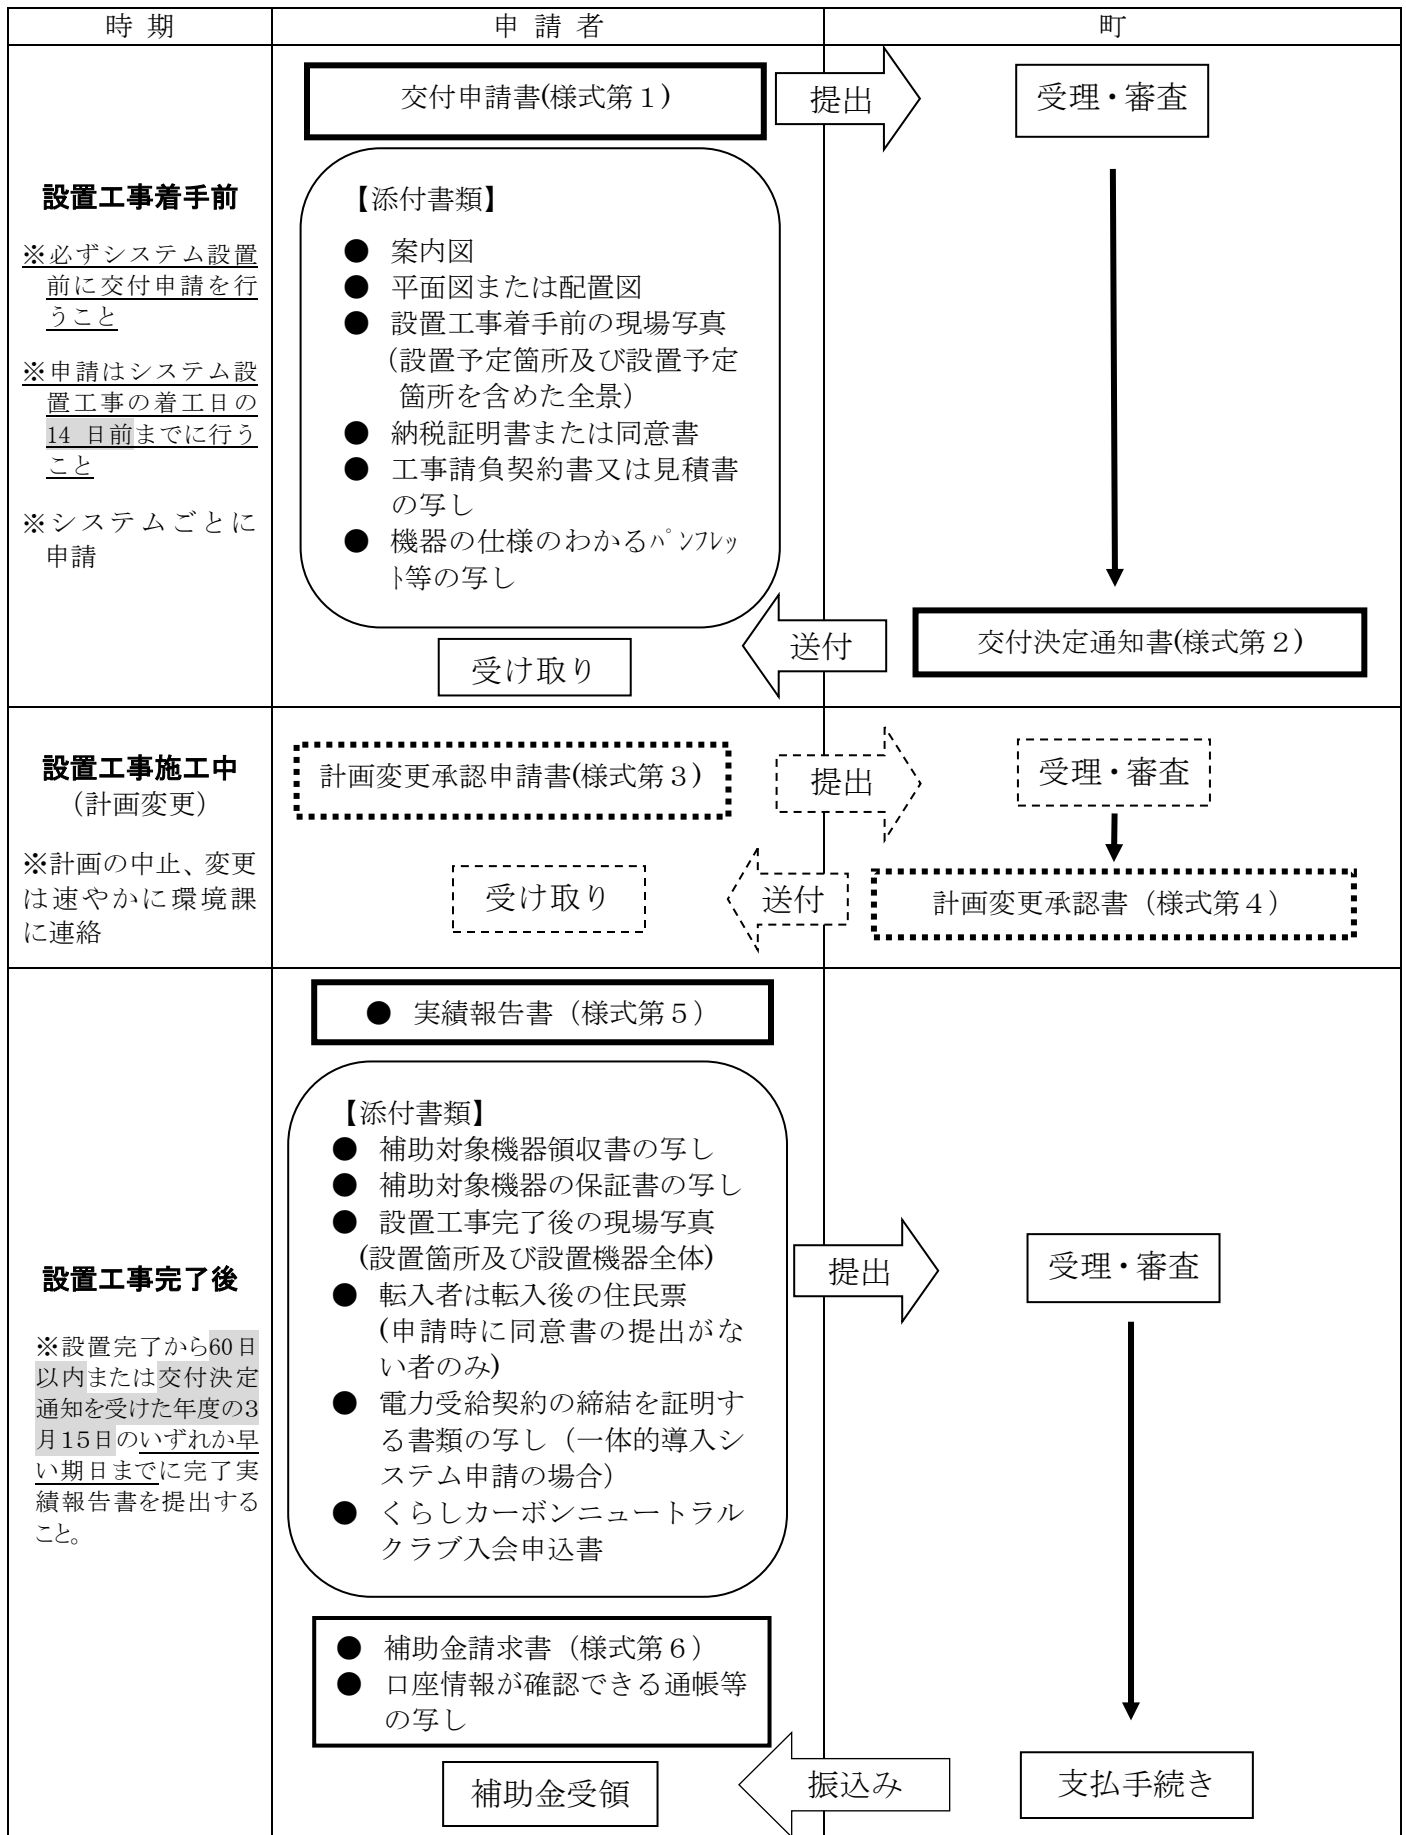 時 期
申 請 者
町
設置工事着手前
※必ずシステム設置
前に交付申請を行
うこと
※申請はシステム設
置工事の着工日の
14 日前までに行う
こと
※システムごとに
申請
交付申請書(様式第１)
提出
受理・審査
【添付書類】
● 案内図
● 平面図または配置図
● 設置工事着手前の現場写真
(設置予定箇所及び設置予定
箇所を含めた全景）
● 納税証明書または同意書
● 工事請負契約書又は見積書
の写し
● 機器の仕様のわかるﾊﾟﾝﾌﾚｯ
ﾄ等の写し
交付決定通知書(様式第２)
送付
受け取り
設置工事施工中
（計画変更）
※計画の中止、変更
は速やかに環境課
に連絡
計画変更承認申請書(様式第３)
提出
受理・審査
計画変更承認書（様式第４）
送付
受け取り
設置工事完了後
※設置完了から60日
以内または交付決定
通知を受けた年度の3
月15日のいずれか早
い期日までに完了実
績報告書を提出する
こと。
● 実績報告書（様式第５）
【添付書類】
● 補助対象機器領収書の写し
● 補助対象機器の保証書の写し
● 設置工事完了後の現場写真
(設置箇所及び設置機器全体)
● 転入者は転入後の住民票
(申請時に同意書の提出がな
い者のみ)
● 電力受給契約の締結を証明す
る書類の写し（一体的導入シ
ステム申請の場合）
● くらしカーボンニュートラル
クラブ入会申込書
提出
受理・審査
● 補助金請求書（様式第６）
● 口座情報が確認できる通帳等
の写し
支払手続き
振込み
補助金受領